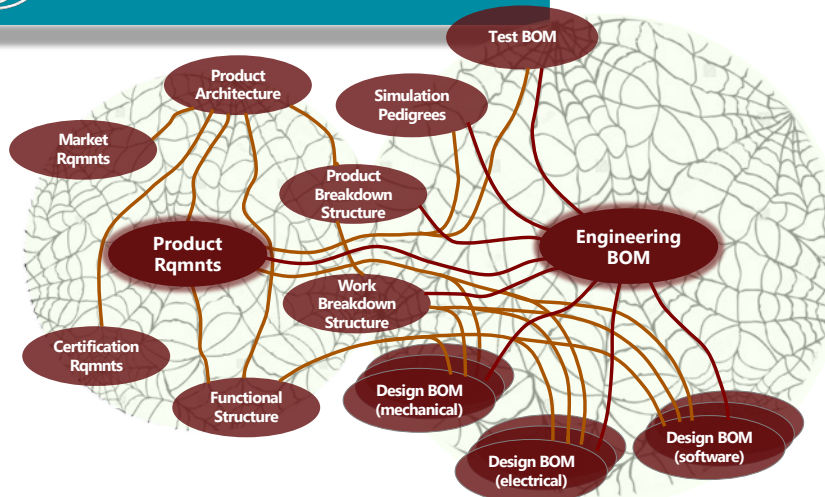 Test BOM
Product
Architecture
Simulation
Pedigrees
Market
Rqmnts
Product
Breakdown
Structure
Product
Rqmnts
Engineering
BOM
Work
Breakdown
Structure
Certification
Rqmnts
Functional
Structure
Design BOM
(mechanical)
Design BOM
(electrical)
Design BOM
(software)